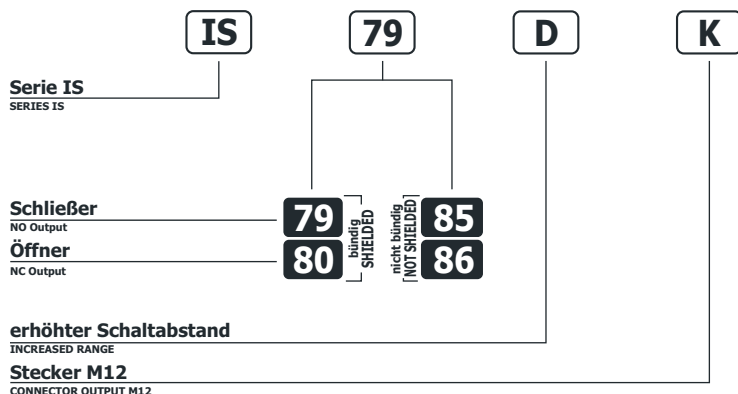 IS 79 D K
Serie IS
SERIES IS
Schließer
NO Output
79
bündig
SHIELDED
nicht bündig
NOT SHIELDED
85
Öffner
NC Output
80
86
erhöhter Schaltabstand
INCREASED RANGE
Stecker M12
CONNECTOR OUTPUT M12